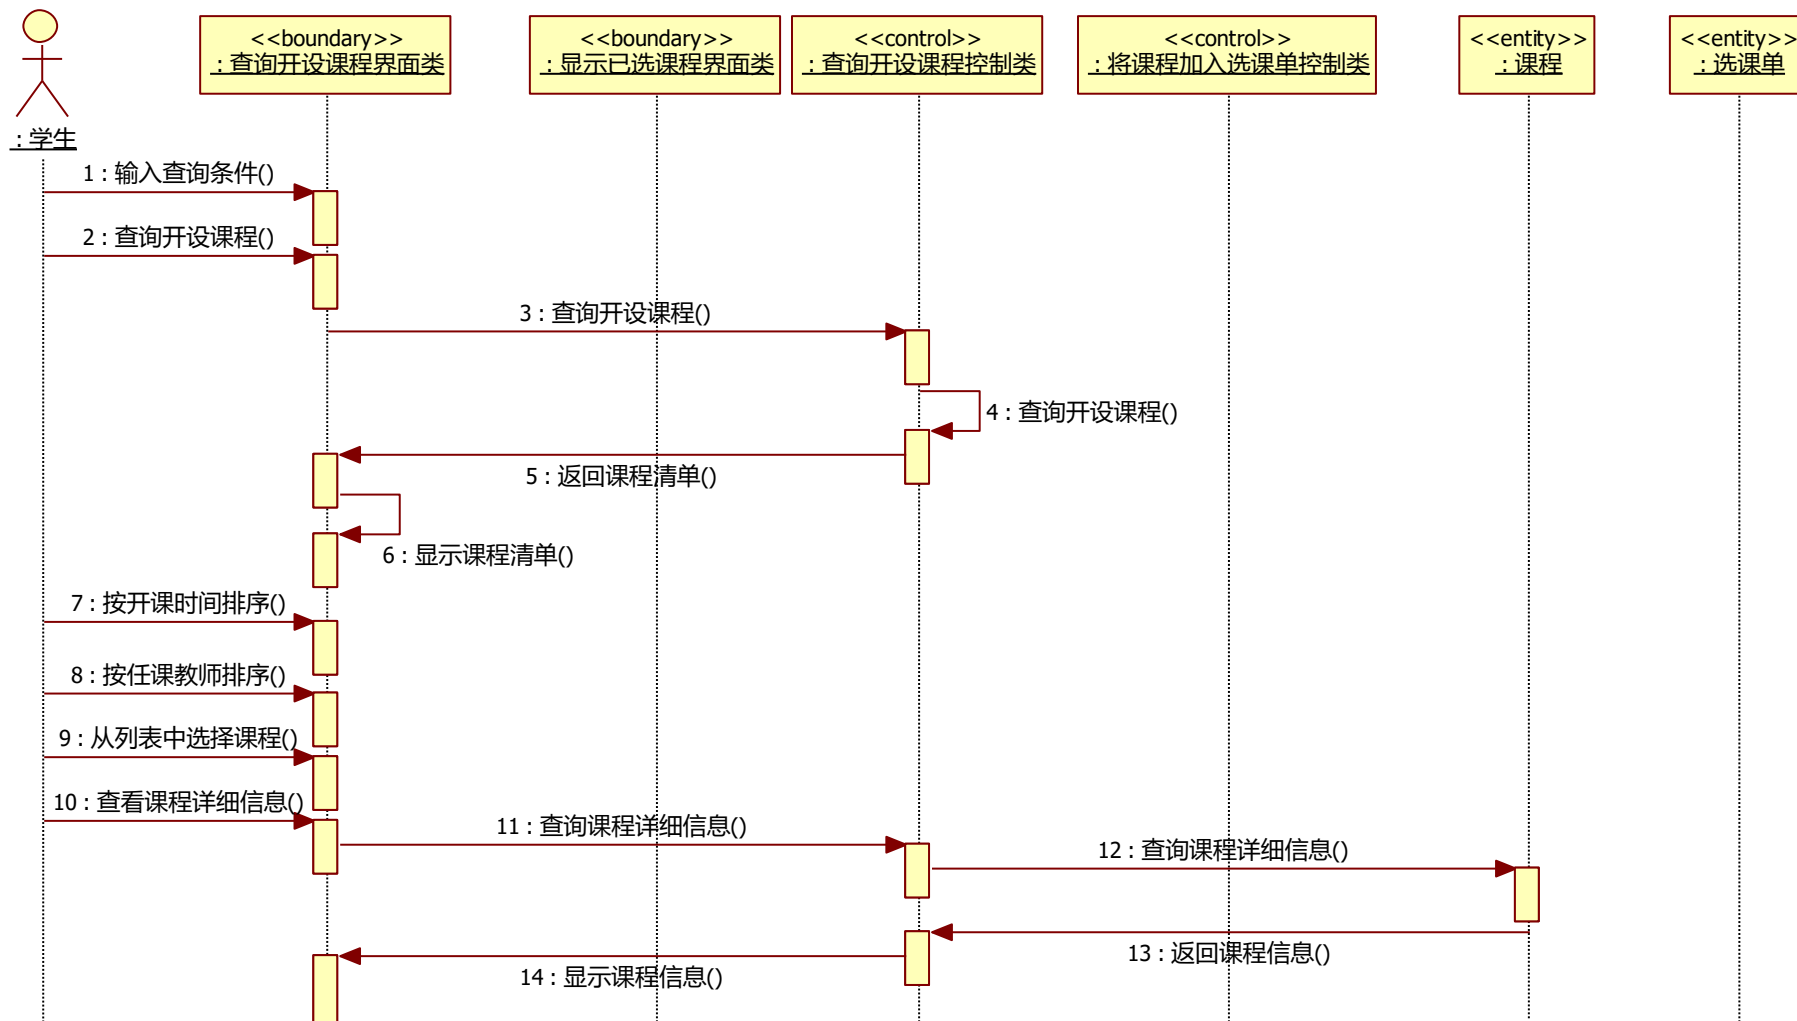 <<boundary>>
: 查询开设课程界面类
<<boundary>>
: 显示已选课程界面类
<<control>>
: 查询开设课程控制类
<<control>>
: 将课程加入选课单控制类
<<entity>>
: 课程
<<entity>>
: 选课单
: 学生
1 : 输入查询条件()
2 : 查询开设课程()
3 : 查询开设课程()
4 : 查询开设课程()
5 : 返回课程清单()
6 : 显示课程清单()
7 : 按开课时间排序()
8 : 按任课教师排序()
9 : 从列表中选择课程()
10 : 查看课程详细信息()
11 : 查询课程详细信息()
12 : 查询课程详细信息()
13 : 返回课程信息()
14 : 显示课程信息()